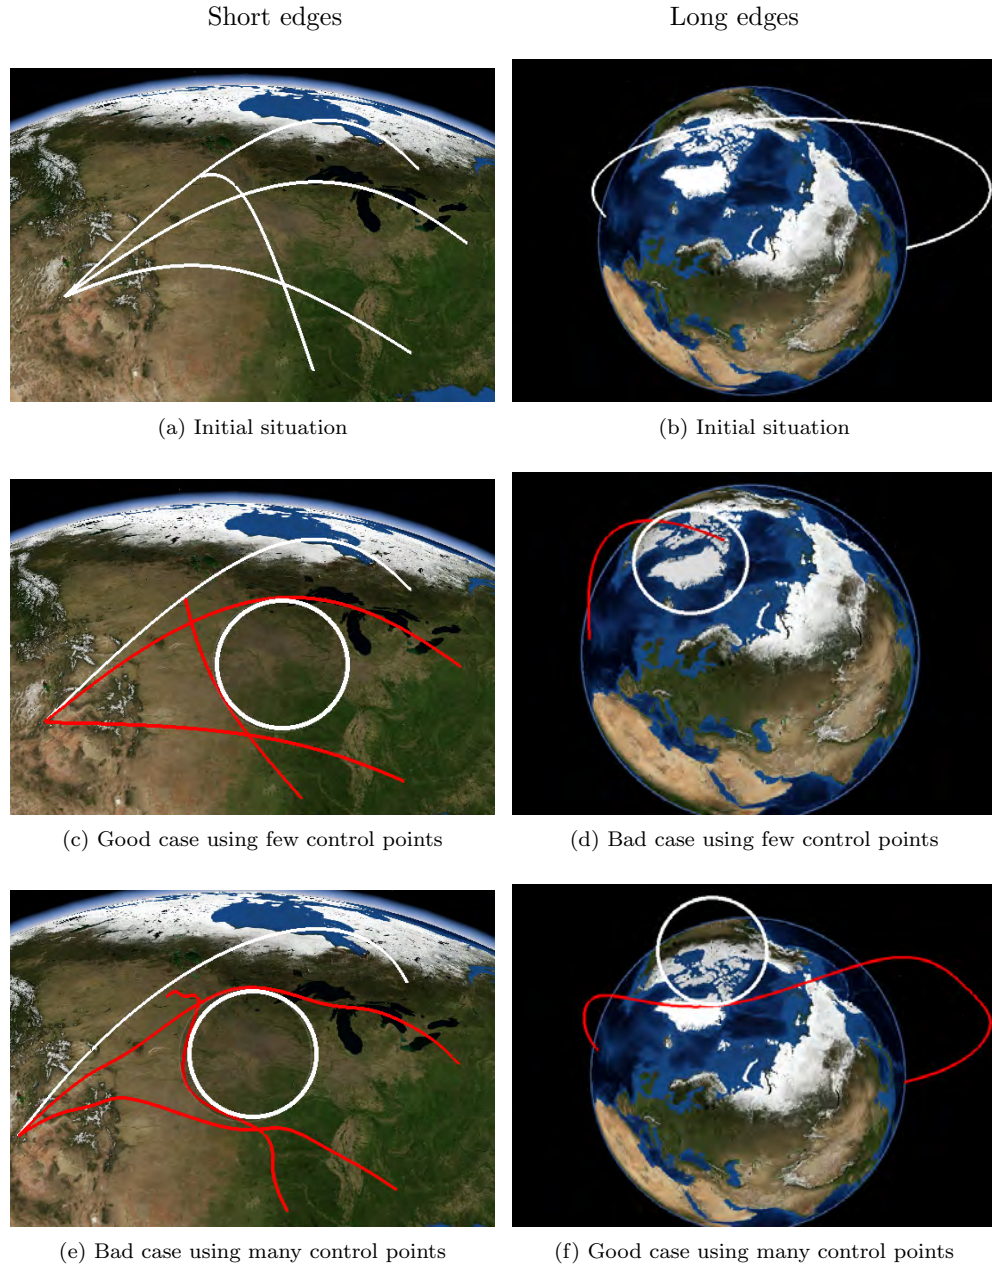 Short edges
Long edges
(a) Initial situation
(b) Initial situation
(c) Good case using few control points
(d) Bad case using few control points
(e) Bad case using many control points
(f) Good case using many control points